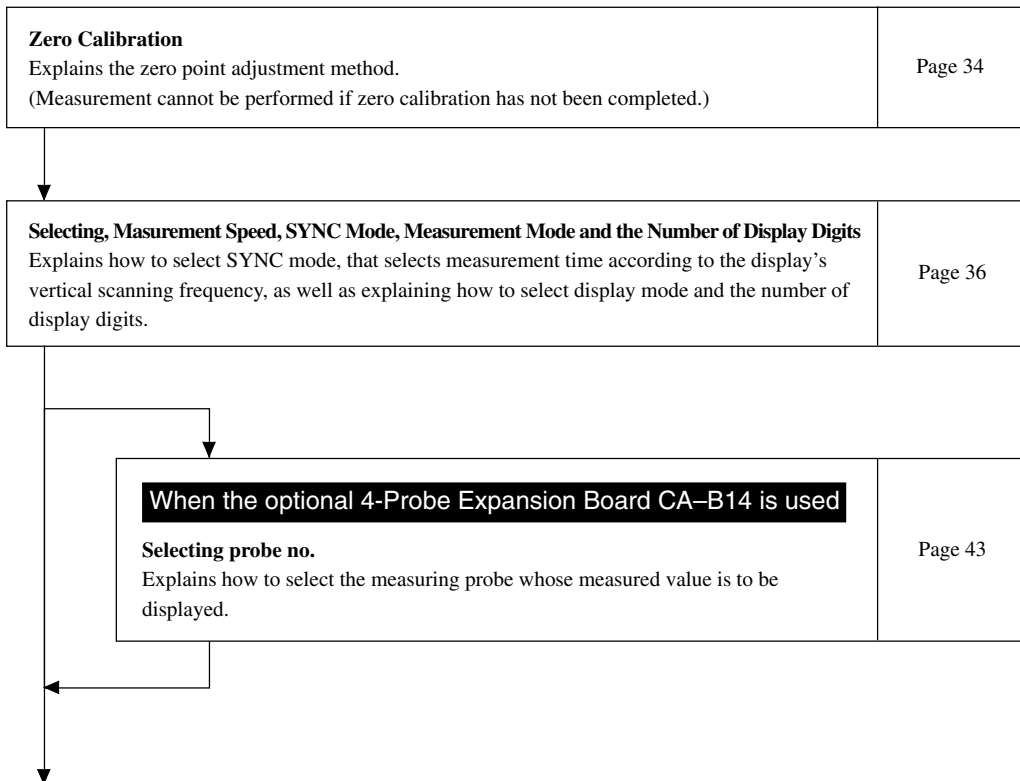 Zero Calibration
Explains the zero point adjustment method.
(Measurement cannot be performed if zero calibration has not been completed.)
Page 34
Selecting, Masurement Speed, SYNC Mode, Measurement Mode and the Number of Display Digits
Explains how to select SYNC mode, that selects measurement time according to the display's
vertical scanning frequency, as well as explaining how to select display mode and the number of
display digits.
Page 36
When the optional 4-Probe Expansion Board CA–B14 is used
Selecting probe no.
Explains how to select the measuring probe whose measured value is to be
displayed.
Page 43